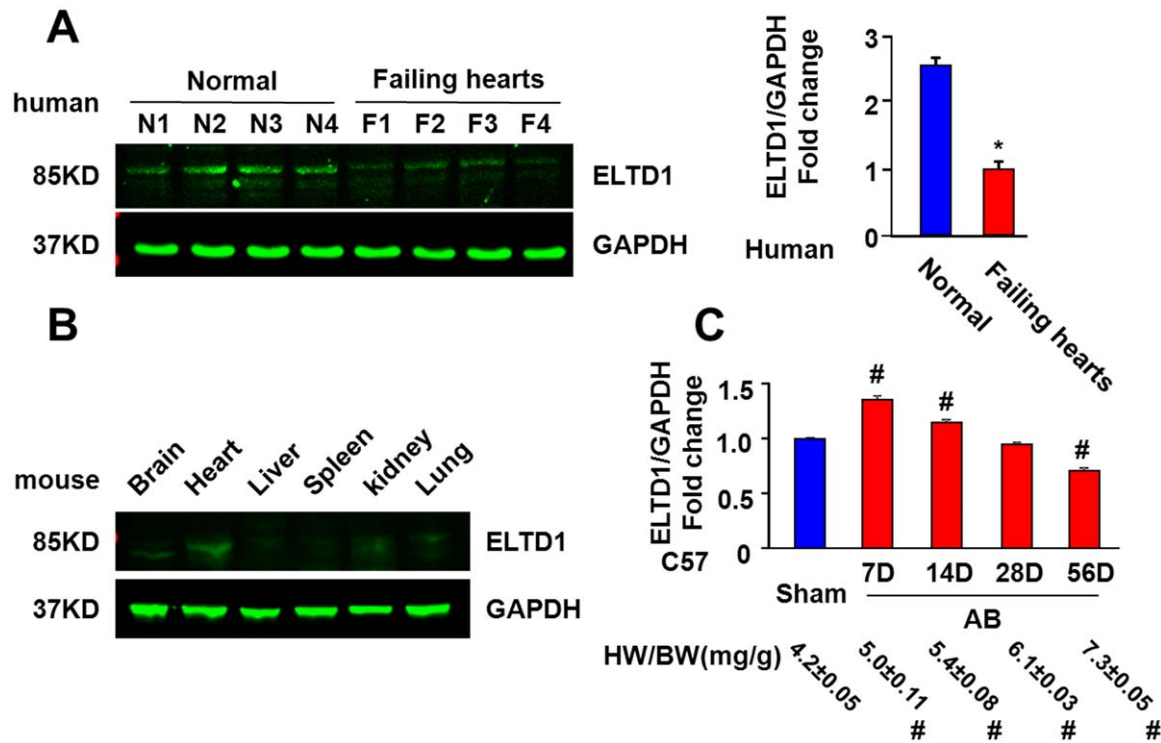 A
Normal
Failing hearts
human
N1 N2 N3 N4 F1 F2 F3 F4
85KD
ELTD1
37KD
GAPDH
ELTD1/GAPDH
Fold change
3
2
1
0
*
Human
Normal
Failing hearts
B
mouse
Brain Heart Liver Spleen kidney Lung
85KD
ELTD1
37KD
GAPDH
C
ELTD1/GAPDH
Fold change
1.5
1.0
0.5
0
# # #
C57
Sham
7D 14D 28D 56D
AB
HW/BW(mg/g)
4.2±0.05 5.0±0.11 5.4±0.08 6.1±0.03 7.3±0.05
# # # #